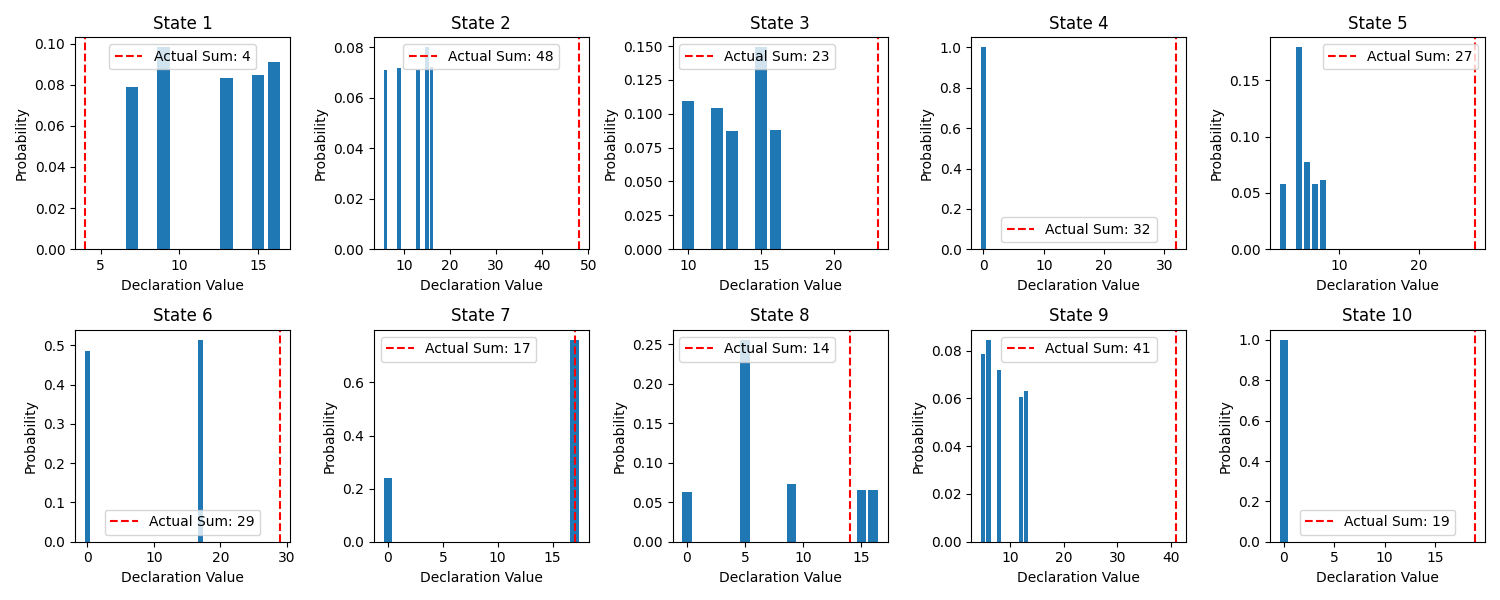 State 1
State 2
State 3
State 4
State 5
Actual Sum: 4
Actual Sum: 48
Actual Sum: 23
Actual Sum: 32
Actual Sum: 27
Probability
0.10
0.08
0.06
0.04
0.02
0.00
5
10
15
Declaration Value
Probability
0.08
0.06
0.04
0.02
0.00
10
20
30
40
50
Declaration Value
Probability
0.150
0.125
0.100
0.075
0.050
0.025
0.000
10
15
20
Declaration Value
Probability
1.0
0.8
0.6
0.4
0.2
0.0
0
10
20
30
Declaration Value
Probability
0.15
0.10
0.05
0.00
10
20
Declaration Value
State 6
State 7
State 8
State 9
State 10
Actual Sum: 29
Actual Sum: 17
Actual Sum: 14
Actual Sum: 41
Actual Sum: 19
Probability
0.5
0.4
0.3
0.2
0.1
0.0
0
10
20
30
Declaration Value
Probability
0.6
0.4
0.2
0.0
0
5
10
15
Declaration Value
Probability
0.25
0.20
0.15
0.10
0.05
0.00
0
5
10
15
Declaration Value
Probability
0.08
0.06
0.04
0.02
0.00
10
20
30
40
Declaration Value
Probability
1.0
0.8
0.6
0.4
0.2
0.0
0
5
10
15
Declaration Value